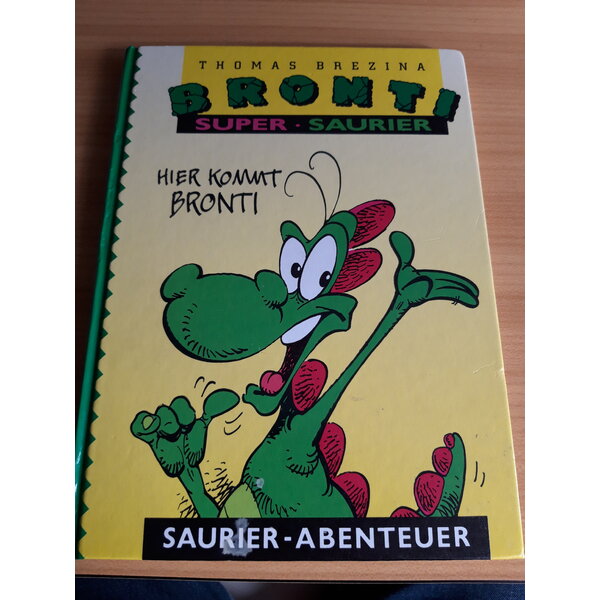 THOMAS BREZINA
BRONTI
SUPER · SAURIER
HIER KOMMT
BRONTI
SAURIER-ABENTEUER